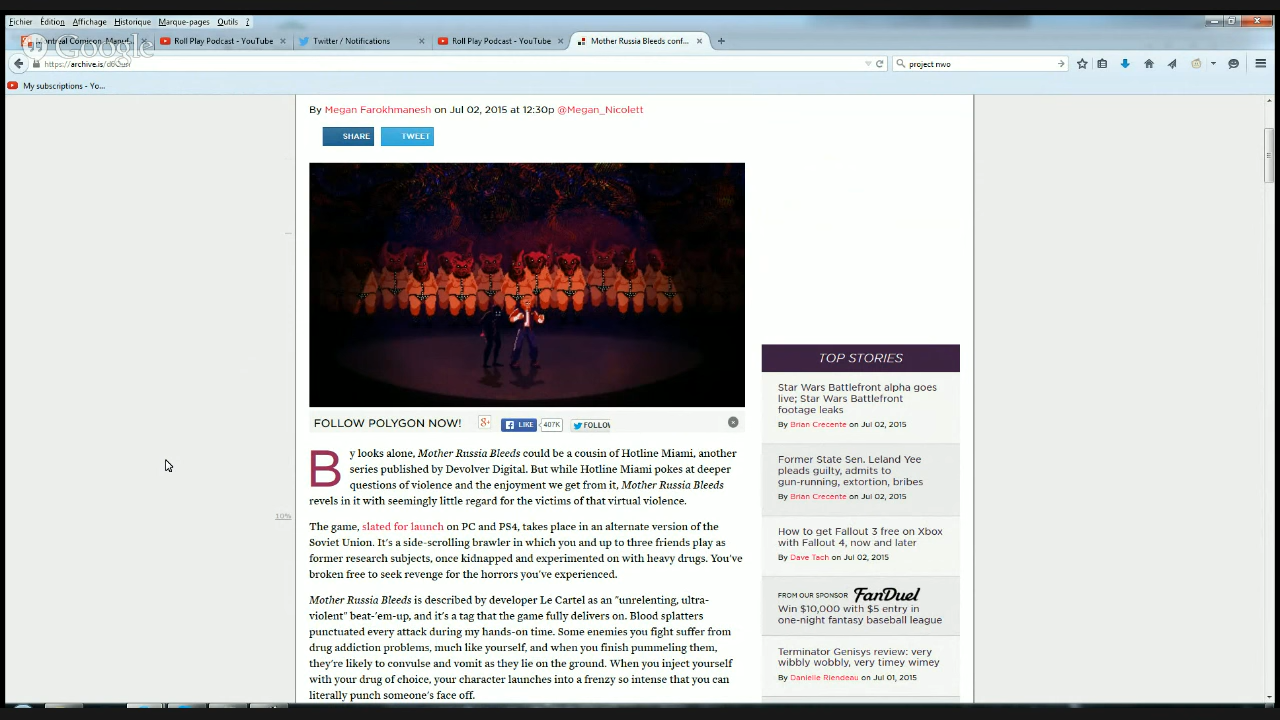 Fichier Édition Affichage Historique Marque-pages Outils ?
Montreal Comicon
Roll Play Podcast - YouTube
Twitter / Notifications
Roll Play Podcast - YouTube
Mother Russia Bleeds conf...
Google
https://archive.is/
project nwo
My subscriptions - Yo...
By Megan Farokhmanesh on Jul 02, 2015 at 12:30p @Megan_Nicolett
SHARE
TWEET
FOLLOW POLYGON NOW!
LIKE
407K
FOLLOW
By looks alone, Mother Russia Bleeds could be a cousin of Hotline Miami, another
series published by Devolver Digital. But while Hotline Miami pokes at deeper
questions of violence and the enjoyment we get from it, Mother Russia Bleeds
revels in it with seemingly little regard for the victims of that virtual violence.
10%
The game, slated for launch on PC and PS4, takes place in an alternate version of the
Soviet Union. It's a side-scrolling brawler in which you and up to three friends play as
former research subjects, once kidnapped and experimented on with heavy drugs. You've
broken free to seek revenge for the horrors you've experienced.
Mother Russia Bleeds is described by developer Le Cartel as an "unrelenting, ultra-
violent" beat-'em-up, and it's a tag that the game fully delivers on. Blood splatters
punctuated every attack during my hands-on time. Some enemies you fight suffer from
drug addiction problems, much like yourself, and when you finish pummeling them,
they're likely to convulse and vomit as they lie on the ground. When you inject yourself
with your drug of choice, your character launches into a frenzy so intense that you can
literally punch someone's face off.
TOP STORIES
Star Wars Battlefront alpha goes
live; Star Wars Battlefront
footage leaks
By Brian Crecente on Jul 02, 2015
Former State Sen. Leland Yee
pleads guilty, admits to
gun-running, extortion, bribes
By Brian Crecente on Jul 02, 2015
How to get Fallout 3 free on Xbox
with Fallout 4, now and later
By Dave Tach on Jul 02, 2015
FROM OUR SPONSOR FanDuel
Win $10,000 with $5 entry in
one-night fantasy baseball league
Terminator Genisys review: very
wibbly wobbly, very timey wimey
By Danielle Riendeau on Jul 01, 2015